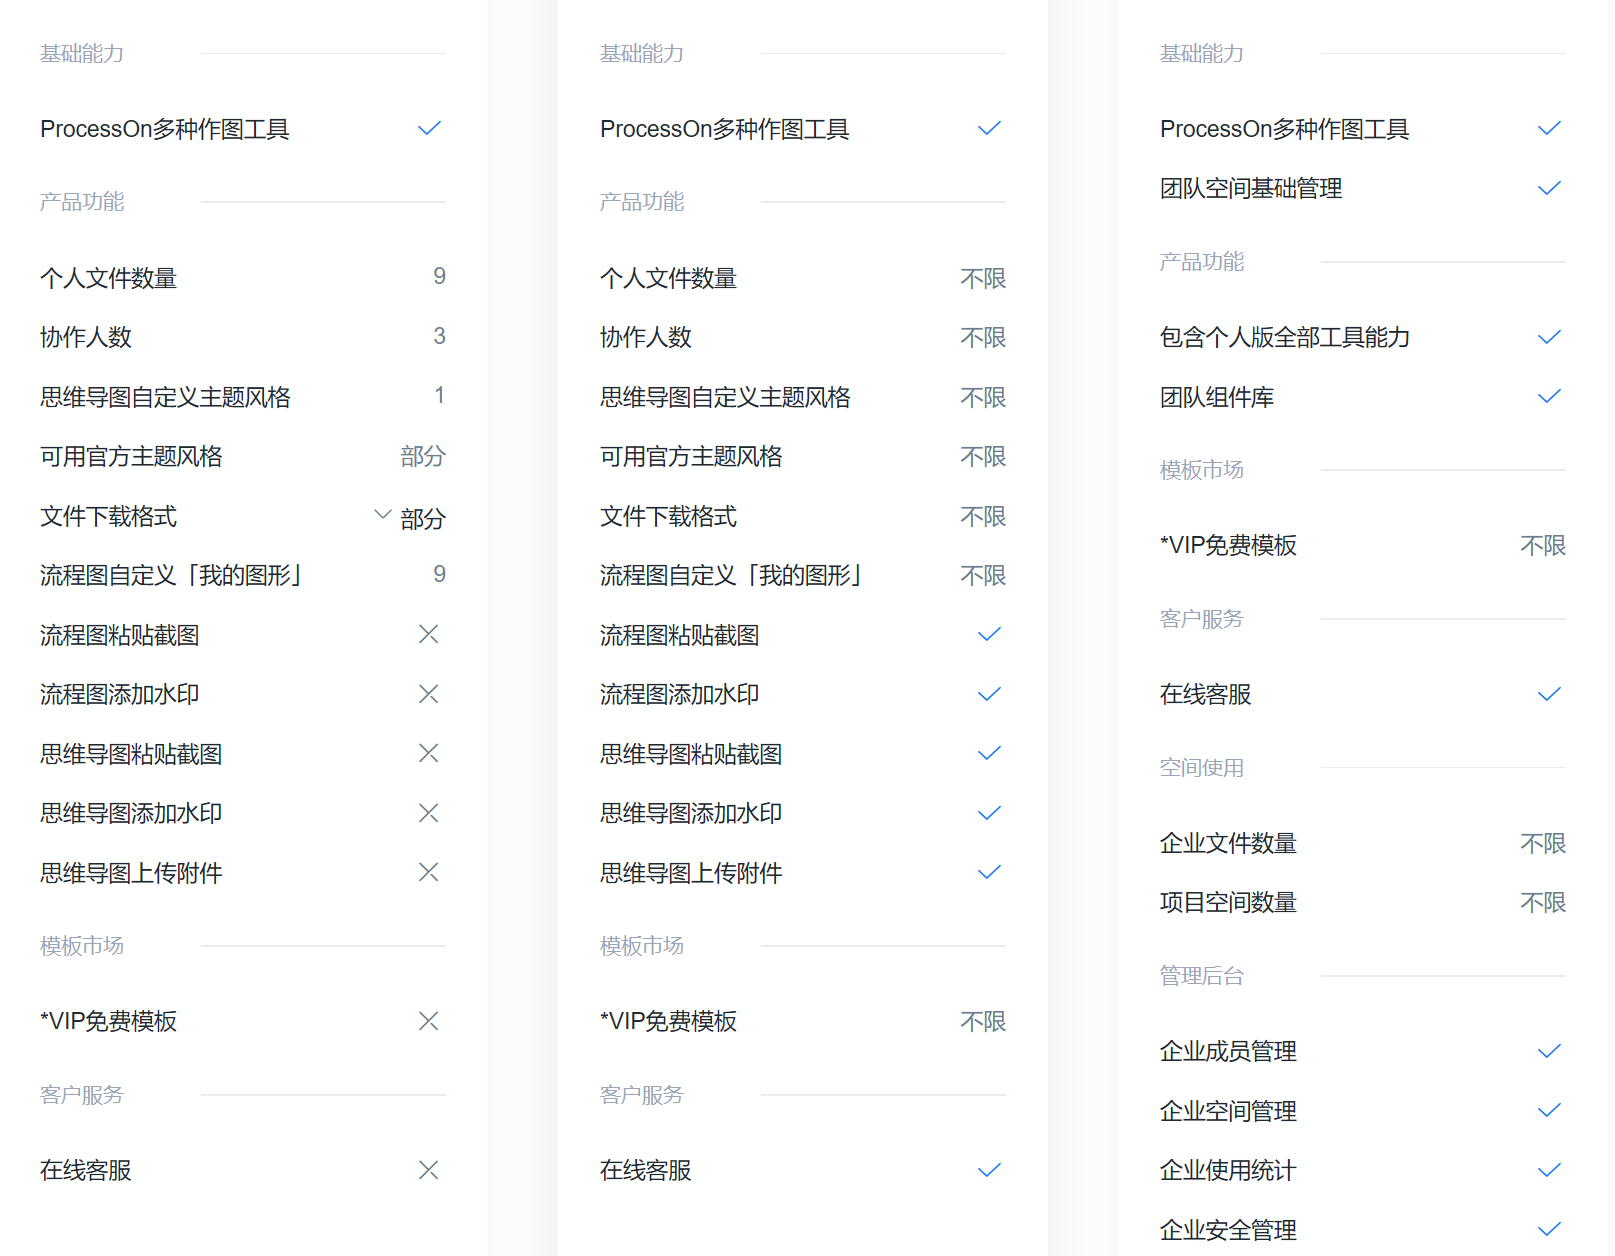 基础能力
ProcessOn多种作图工具
产品功能
个人文件数量 9
协作人数 3
思维导图自定义主题风格 1
可用官方主题风格 部分
文件下载格式 部分
流程图自定义「我的图形」 9
流程图粘贴截图
流程图添加水印
思维导图粘贴截图
思维导图添加水印
思维导图上传附件
模板市场
*VIP免费模板
客户服务
在线客服
基础能力
ProcessOn多种作图工具
产品功能
个人文件数量 不限
协作人数 不限
思维导图自定义主题风格 不限
可用官方主题风格 不限
文件下载格式 不限
流程图自定义「我的图形」 不限
流程图粘贴截图
流程图添加水印
思维导图粘贴截图
思维导图添加水印
思维导图上传附件
模板市场
*VIP免费模板 不限
客户服务
在线客服
基础能力
ProcessOn多种作图工具
团队空间基础管理
产品功能
包含个人版全部工具能力
团队组件库
模板市场
*VIP免费模板 不限
客户服务
在线客服
空间使用
企业文件数量 不限
项目空间数量 不限
管理后台
企业成员管理
企业空间管理
企业使用统计
企业安全管理